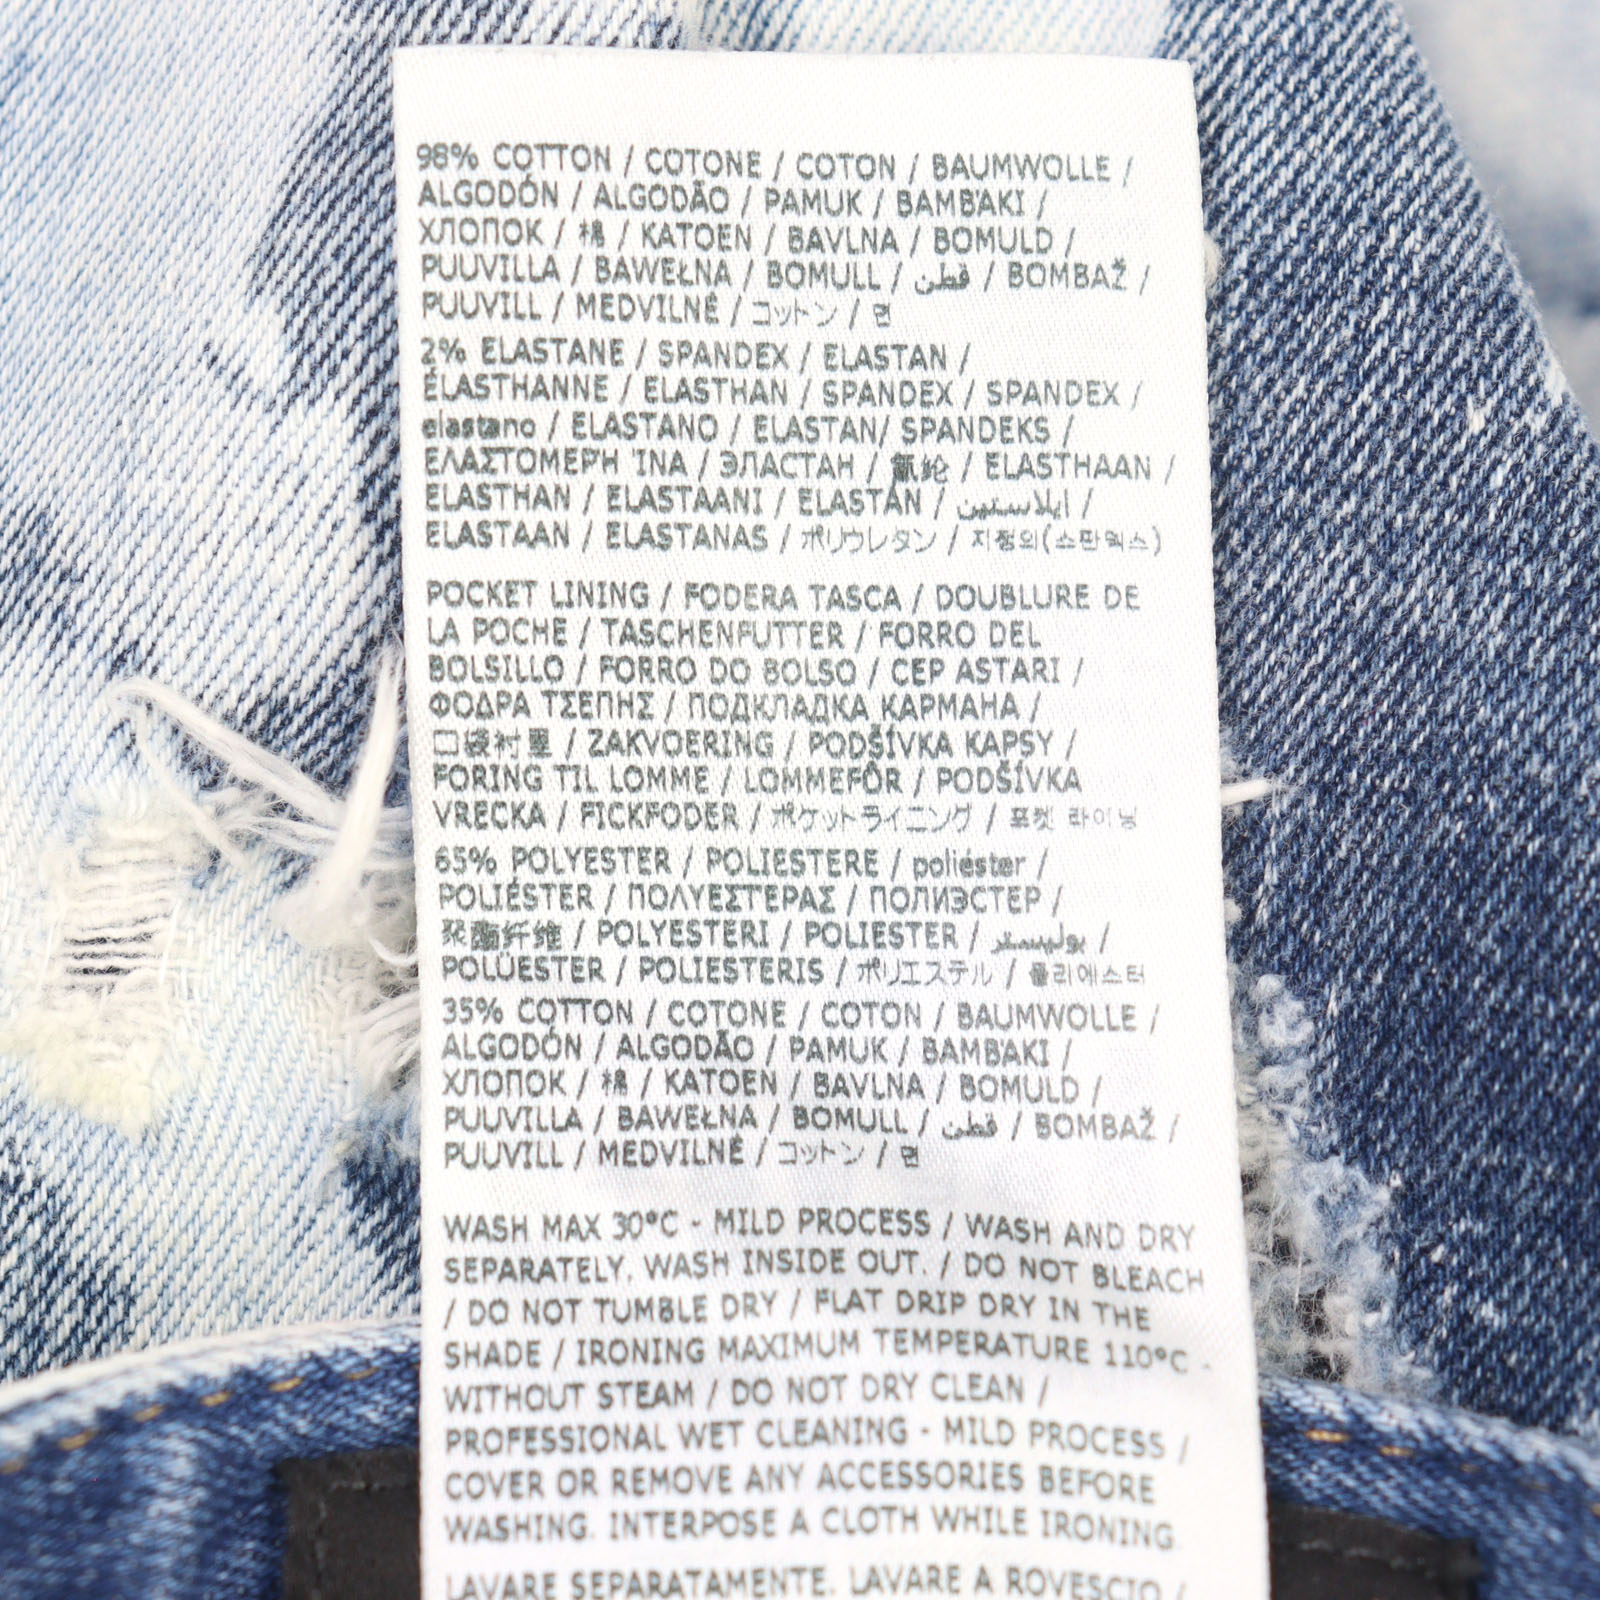 98% COTTON / COTONE / COTON / BAUMWOLLE /
ALGODÓN / ALGODÃO / PAMUK / BAMBAKI /
ХЛОПОК / 棉 / KATOEN / BAVLNA / BOMULD /
PUUVILLA / BAWEŁNA / BOMULL / قطن / BOMBAŽ /
PUUVILL / MEDVILNĖ / コットン / 면
2% ELASTANE / SPANDEX / ELASTAN /
ÉLASTHANNE / ELASTHAN / SPANDEX / SPANDEX /
elastano / ELASTANO / ELASTAN/ SPANDEKS /
ΕΛΑΣΤΟΜΕΡΉ ΊΝΑ / ЭЛАСТАН / 氨纶 / ELASTHAAN /
ELASTHAN / ELASTAANI / ELASTÁN / ايلاستين /
ELASTAAN / ELASTANAS / ポリウレタン / 지정외(스판덱스)
POCKET LINING / FODERA TASCA / DOUBLURE DE
LA POCHE / TASCHENFUTTER / FORRO DEL
BOLSILLO / FORRO DO BOLSO / CEP ASTARI /
ΦΟΔΡΑ ΤΣΕΠΗΣ / ПОДКЛАДКА КАРМАНА /
口袋衬里 / ZAKVOERING / PODŠÍVKA KAPSY /
FORING TIL LOMME / LOMMEFÔR / PODŠÍVKA
VRECKA / FICKFODER / ポケットライニング / 포켓 라이닝
65% POLYESTER / POLIESTERE / poliéster /
POLIÉSTER / ΠΟΛΥΕΣΤΕΡΑΣ / ПОЛИЭСТЕР /
聚酯纤维 / POLYESTERI / POLIESTER / بوليستر /
POLÜESTER / POLIESTERIS / ポリエステル / 폴리에스터
35% COTTON / COTONE / COTON / BAUMWOLLE /
ALGODÓN / ALGODÃO / PAMUK / BAMBAKI /
ХЛОПОК / 棉 / KATOEN / BAVLNA / BOMULD /
PUUVILLA / BAWEŁNA / BOMULL / قطن / BOMBAŽ /
PUUVILL / MEDVILNĖ / コットン / 면
WASH MAX 30°C - MILD PROCESS / WASH AND DRY
SEPARATELY. WASH INSIDE OUT. / DO NOT BLEACH
/ DO NOT TUMBLE DRY / FLAT DRIP DRY IN THE
SHADE / IRONING MAXIMUM TEMPERATURE 110°C -
WITHOUT STEAM / DO NOT DRY CLEAN /
PROFESSIONAL WET CLEANING - MILD PROCESS /
COVER OR REMOVE ANY ACCESSORIES BEFORE
WASHING. INTERPOSE A CLOTH WHILE IRONING.
LAVARE SEPARATAMENTE. LAVARE A ROVESCIO /